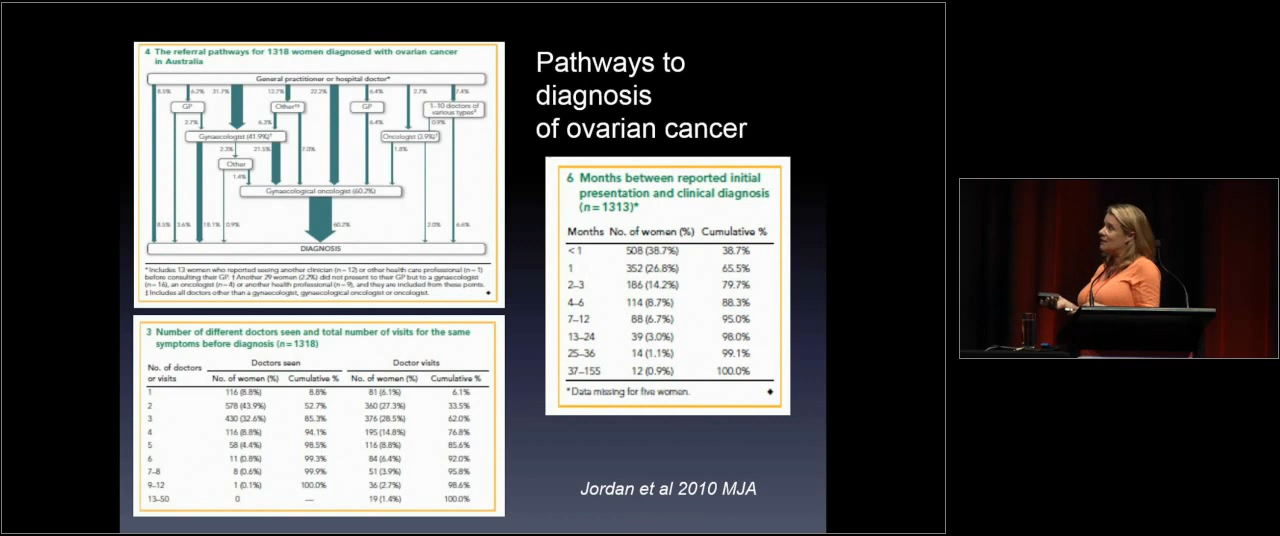 4 The referral pathways for 1318 women diagnosed with ovarian cancer
in Australia
General practitioner or hospital doctor*
8.5% 6.2% 31.7% 12.7% 22.2% 6.4% 2.7% 7.4%
GP
Other†‡
GP
1–10 doctors of
various types‡
2.7% 6.3% 6.4% 0.9%
Gynaecologist (41.9%)†
Oncologist (3.9%)†
2.3% 21.5% 7.0% 1.8%
Other
1.4%
Gynaecological oncologist (60.2%)
8.5% 3.6% 18.1% 0.9% 60.2% 2.0% 6.6%
DIAGNOSIS
* Includes 13 women who reported seeing another clinician (n = 12) or other health care professional (n = 1)
before consulting their GP. † Another 29 women (2.2%) did not present to their GP but to a gynaecologist
(n = 16), an oncologist (n = 4) or another health professional (n = 9), and they are included from these points.
‡ Includes all doctors other than a gynaecologist, gynaecological oncologist or oncologist. ◆
Pathways to
diagnosis
of ovarian cancer
6 Months between reported initial
presentation and clinical diagnosis
(n = 1313)*
Months No. of women (%) Cumulative %
< 1 508 (38.7%) 38.7%
1 352 (26.8%) 65.5%
2–3 186 (14.2%) 79.7%
4–6 114 (8.7%) 88.3%
7–12 88 (6.7%) 95.0%
13–24 39 (3.0%) 98.0%
25–36 14 (1.1%) 99.1%
37–155 12 (0.9%) 100.0%
* Data missing for five women. ◆
3 Number of different doctors seen and total number of visits for the same
symptoms before diagnosis (n = 1318)
Doctors seen Doctor visits
No. of doctors
or visits No. of women (%) Cumulative % No. of women (%) Cumulative %
1 116 (8.8%) 8.8% 81 (6.1%) 6.1%
2 578 (43.9%) 52.7% 360 (27.3%) 33.5%
3 430 (32.6%) 85.3% 376 (28.5%) 62.0%
4 116 (8.8%) 94.1% 195 (14.8%) 76.8%
5 58 (4.4%) 98.5% 116 (8.8%) 85.6%
6 11 (0.8%) 99.3% 84 (6.4%) 92.0%
7–8 8 (0.6%) 99.9% 51 (3.9%) 95.8%
9–12 1 (0.1%) 100.0% 36 (2.7%) 98.6%
13–50 0 — 19 (1.4%) 100.0%
Jordan et al 2010 MJA